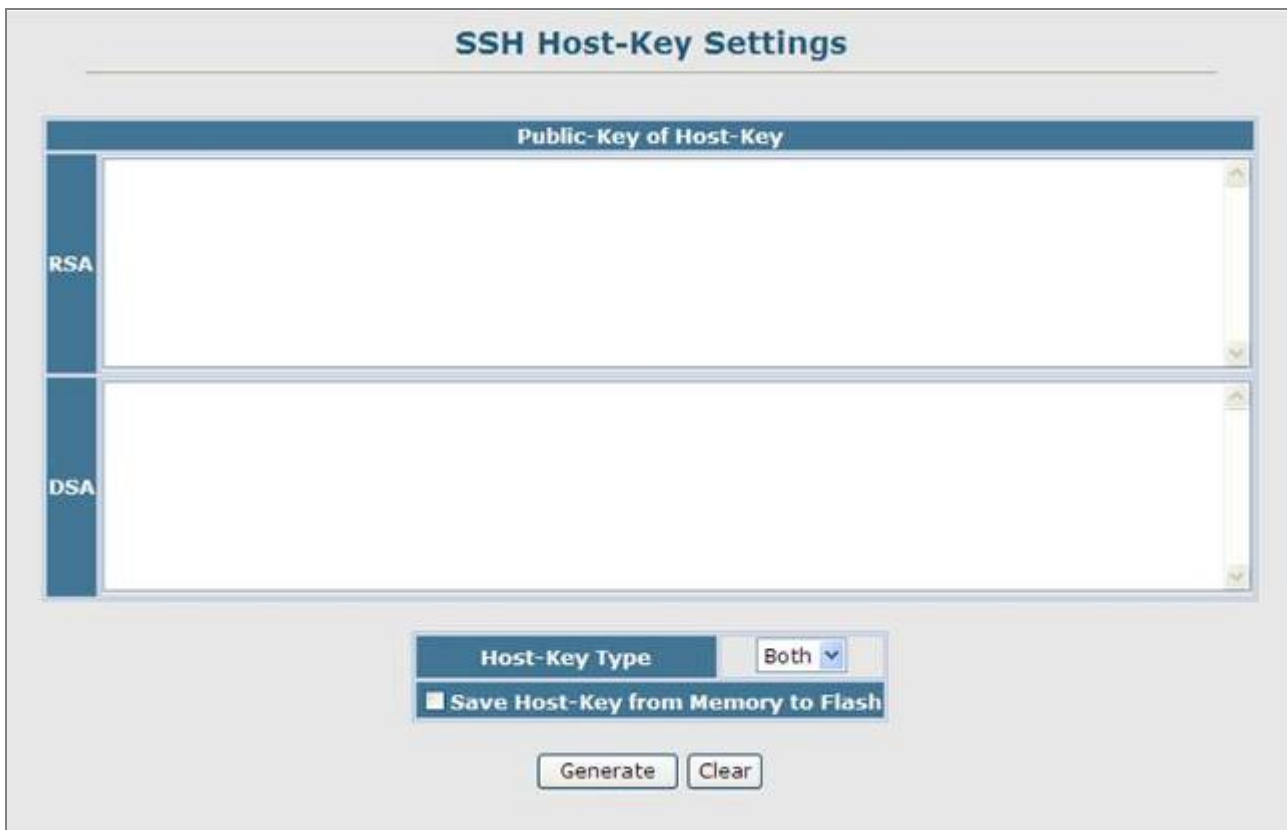 SSH Host-Key Settings
Public-Key of Host-Key
RSA
DSA
Host-Key Type Both
Save Host-Key from Memory to Flash
Generate Clear